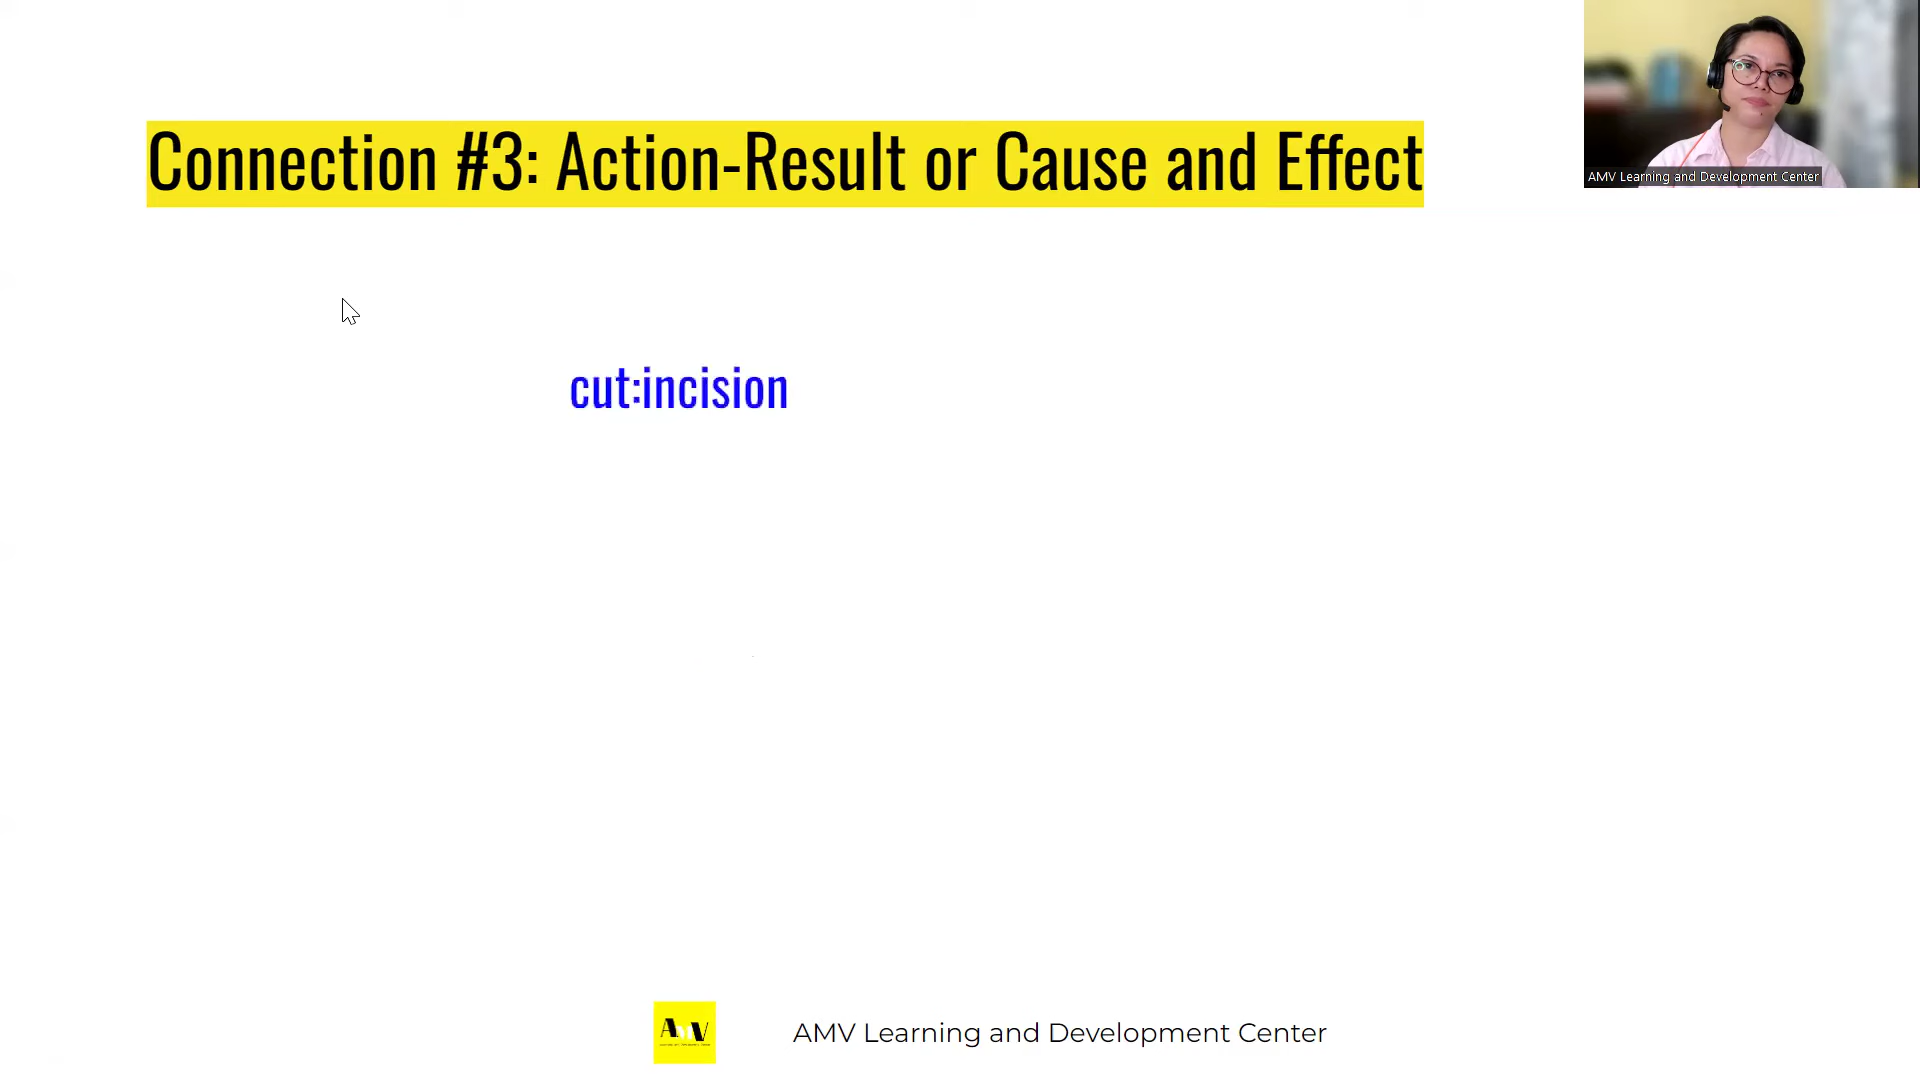 Connection #3: Action-Result or Cause and Effect
AMV Learning and Development Center
cut:incision
AMV
AMV Learning and Development Center